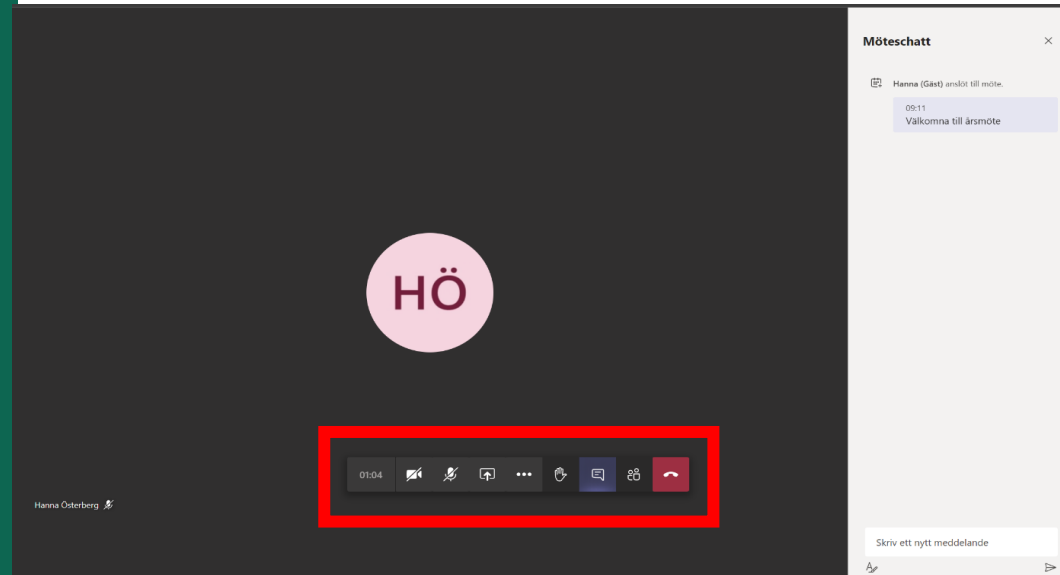 Möteschatt
Hanna (Gäst) anslöt till möte.
09:11
Välkomna till årsmöte
HÖ
01:04
Hanna Österberg
Skriv ett nytt meddelande